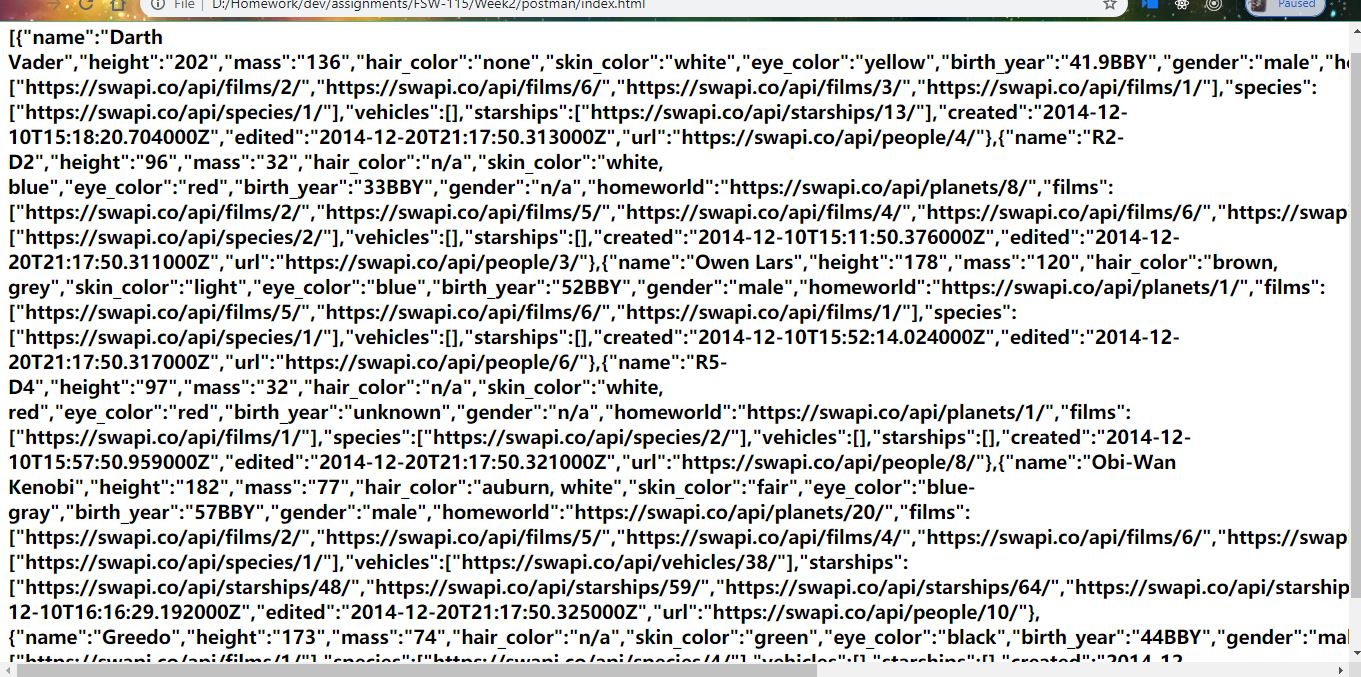 File | D:/Homework/dev/assignments/FSW-115/Week2/postman/index.html
Paused
[{"name":"Darth
Vader","height":"202","mass":"136","hair_color":"none","skin_color":"white","eye_color":"yellow","birth_year":"41.9BBY","gender":"male","h
["https://swapi.co/api/films/2/","https://swapi.co/api/films/6/","https://swapi.co/api/films/3/","https://swapi.co/api/films/1/"],"species":
["https://swapi.co/api/species/1/"],"vehicles":[],"starships":["https://swapi.co/api/starships/13/"],"created":"2014-12-
10T15:18:20.704000Z","edited":"2014-12-20T21:17:50.313000Z","url":"https://swapi.co/api/people/4/"},{"name":"R2-
D2","height":"96","mass":"32","hair_color":"n/a","skin_color":"white,
blue","eye_color":"red","birth_year":"33BBY","gender":"n/a","homeworld":"https://swapi.co/api/planets/8/","films":
["https://swapi.co/api/films/2/","https://swapi.co/api/films/5/","https://swapi.co/api/films/4/","https://swapi.co/api/films/6/","https://swap
["https://swapi.co/api/species/2/"],"vehicles":[],"starships":[],"created":"2014-12-10T15:11:50.376000Z","edited":"2014-12-
20T21:17:50.311000Z","url":"https://swapi.co/api/people/3/"},{"name":"Owen Lars","height":"178","mass":"120","hair_color":"brown,
grey","skin_color":"light","eye_color":"blue","birth_year":"52BBY","gender":"male","homeworld":"https://swapi.co/api/planets/1/","films":
["https://swapi.co/api/films/5/","https://swapi.co/api/films/6/","https://swapi.co/api/films/1/"],"species":
["https://swapi.co/api/species/1/"],"vehicles":[],"starships":[],"created":"2014-12-10T15:52:14.024000Z","edited":"2014-12-
20T21:17:50.317000Z","url":"https://swapi.co/api/people/6/"},{"name":"R5-
D4","height":"97","mass":"32","hair_color":"n/a","skin_color":"white,
red","eye_color":"red","birth_year":"unknown","gender":"n/a","homeworld":"https://swapi.co/api/planets/1/","films":
["https://swapi.co/api/films/1/"],"species":["https://swapi.co/api/species/2/"],"vehicles":[],"starships":[],"created":"2014-12-
10T15:57:50.959000Z","edited":"2014-12-20T21:17:50.321000Z","url":"https://swapi.co/api/people/8/"},{"name":"Obi-Wan
Kenobi","height":"182","mass":"77","hair_color":"auburn, white","skin_color":"fair","eye_color":"blue-
gray","birth_year":"57BBY","gender":"male","homeworld":"https://swapi.co/api/planets/20/","films":
["https://swapi.co/api/films/2/","https://swapi.co/api/films/5/","https://swapi.co/api/films/4/","https://swapi.co/api/films/6/","https://swap
["https://swapi.co/api/species/1/"],"vehicles":["https://swapi.co/api/vehicles/38/"],"starships":
["https://swapi.co/api/starships/48/","https://swapi.co/api/starships/59/","https://swapi.co/api/starships/64/","https://swapi.co/api/starship
12-10T16:16:29.192000Z","edited":"2014-12-20T21:17:50.325000Z","url":"https://swapi.co/api/people/10/"},
{"name":"Greedo","height":"173","mass":"74","hair_color":"n/a","skin_color":"green","eye_color":"black","birth_year":"44BBY","gender":"mal
["https://swapi.co/api/films/1/"],"species":["https://swapi.co/api/species/4/"],"vehicles":[],"starships":[],"created":"2014-12-